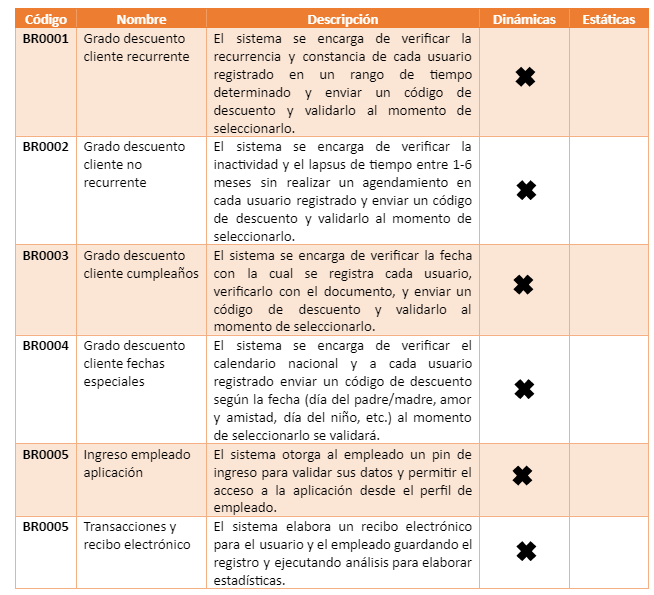 Código Nombre Descripción Dinámicas Estáticas
BR0001 Grado descuento El sistema se encarga de verificar la
cliente recurrente recurrencia y constancia de cada usuario
registrado en un rango de tiempo
determinado y enviar un código de
descuento y validarlo al momento de
seleccionarlo.
BR0002 Grado descuento El sistema se encarga de verificar la
cliente no inactividad y el lapsus de tiempo entre 1-6
recurrente meses sin realizar un agendamiento en
cada usuario registrado y enviar un código
de descuento y validarlo al momento de
seleccionarlo.
BR0003 Grado descuento El sistema se encarga de verificar la fecha
cliente cumpleaños con la cual se registra cada usuario,
verificarlo con el documento, y enviar un
código de descuento y validarlo al
momento de seleccionarlo.
BR0004 Grado descuento El sistema se encarga de verificar el
cliente fechas calendario nacional y a cada usuario
especiales registrado enviar un código de descuento
según la fecha (día del padre/madre, amor
y amistad, día del niño, etc.) al momento
de seleccionarlo se validará.
BR0005 Ingreso empleado El sistema otorga al empleado un pin de
aplicación ingreso para validar sus datos y permitir el
acceso a la aplicación desde el perfil de
empleado.
BR0005 Transacciones y El sistema elabora un recibo electrónico
recibo electrónico para el usuario y el empleado guardando el
registro y ejecutando análisis para elaborar
estadísticas.